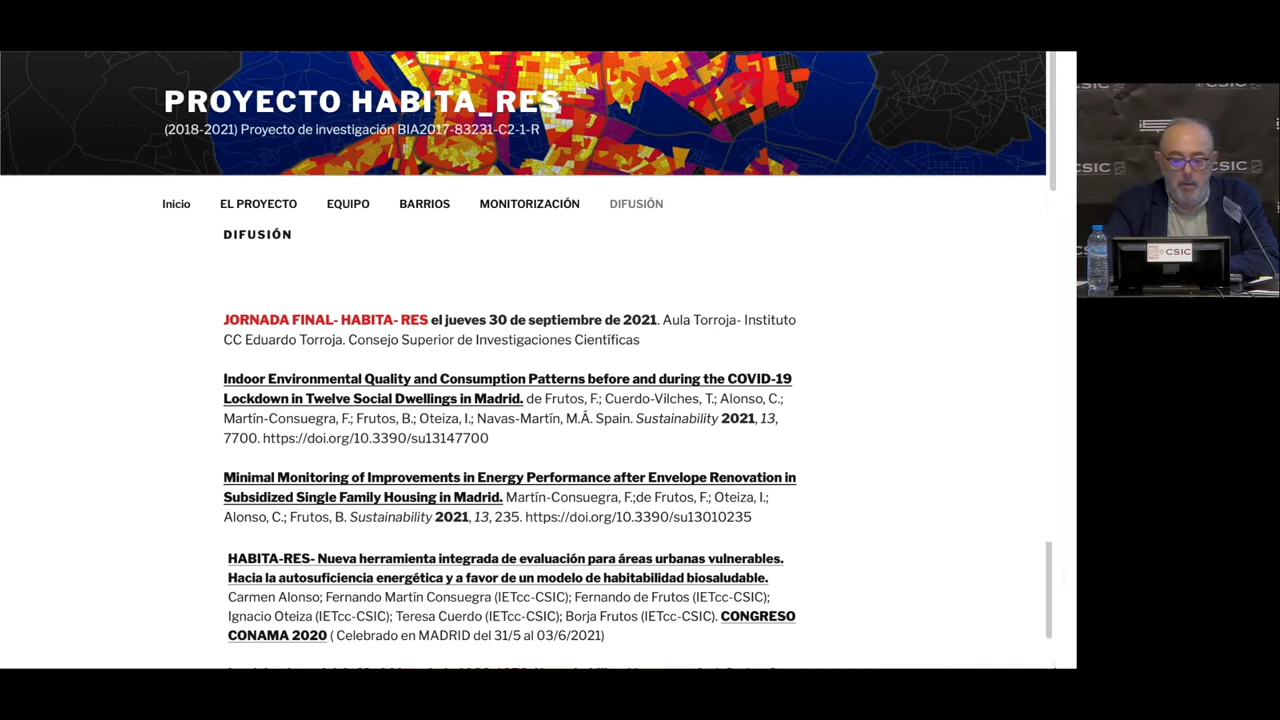 PROYECTO HABITA_RES
(2018-2021) Proyecto de investigación BIA2017-83231-C2-1-R
Inicio EL PROYECTO EQUIPO BARRIOS MONITORIZACIÓN DIFUSIÓN
DIFUSIÓN
JORNADA FINAL- HABITA- RES el jueves 30 de septiembre de 2021. Aula Torroja- Instituto
CC Eduardo Torroja. Consejo Superior de Investigaciones Científicas
Indoor Environmental Quality and Consumption Patterns before and during the COVID-19
Lockdown in Twelve Social Dwellings in Madrid. de Frutos, F.; Cuerdo-Vilches, T.; Alonso, C.;
Martín-Consuegra, F.; Frutos, B.; Oteiza, I.; Navas-Martín, M.Á. Spain. Sustainability 2021, 13,
7700. https://doi.org/10.3390/su13147700
Minimal Monitoring of Improvements in Energy Performance after Envelope Renovation in
Subsidized Single Family Housing in Madrid. Martín-Consuegra, F.;de Frutos, F.; Oteiza, I.;
Alonso, C.; Frutos, B. Sustainability 2021, 13, 235. https://doi.org/10.3390/su13010235
HABITA-RES- Nueva herramienta integrada de evaluación para áreas urbanas vulnerables.
Hacia la autosuficiencia energética y a favor de un modelo de habitabilidad biosaludable.
Carmen Alonso; Fernando Martín Consuegra (IETcc-CSIC); Fernando de Frutos (IETcc-CSIC);
Ignacio Oteiza (IETcc-CSIC); Teresa Cuerdo (IETcc-CSIC); Borja Frutos (IETcc-CSIC). CONGRESO
CONAMA 2020 ( Celebrado en MADRID del 31/5 al 03/6/2021)
CSIC
CSIC
CSIC
CSIC